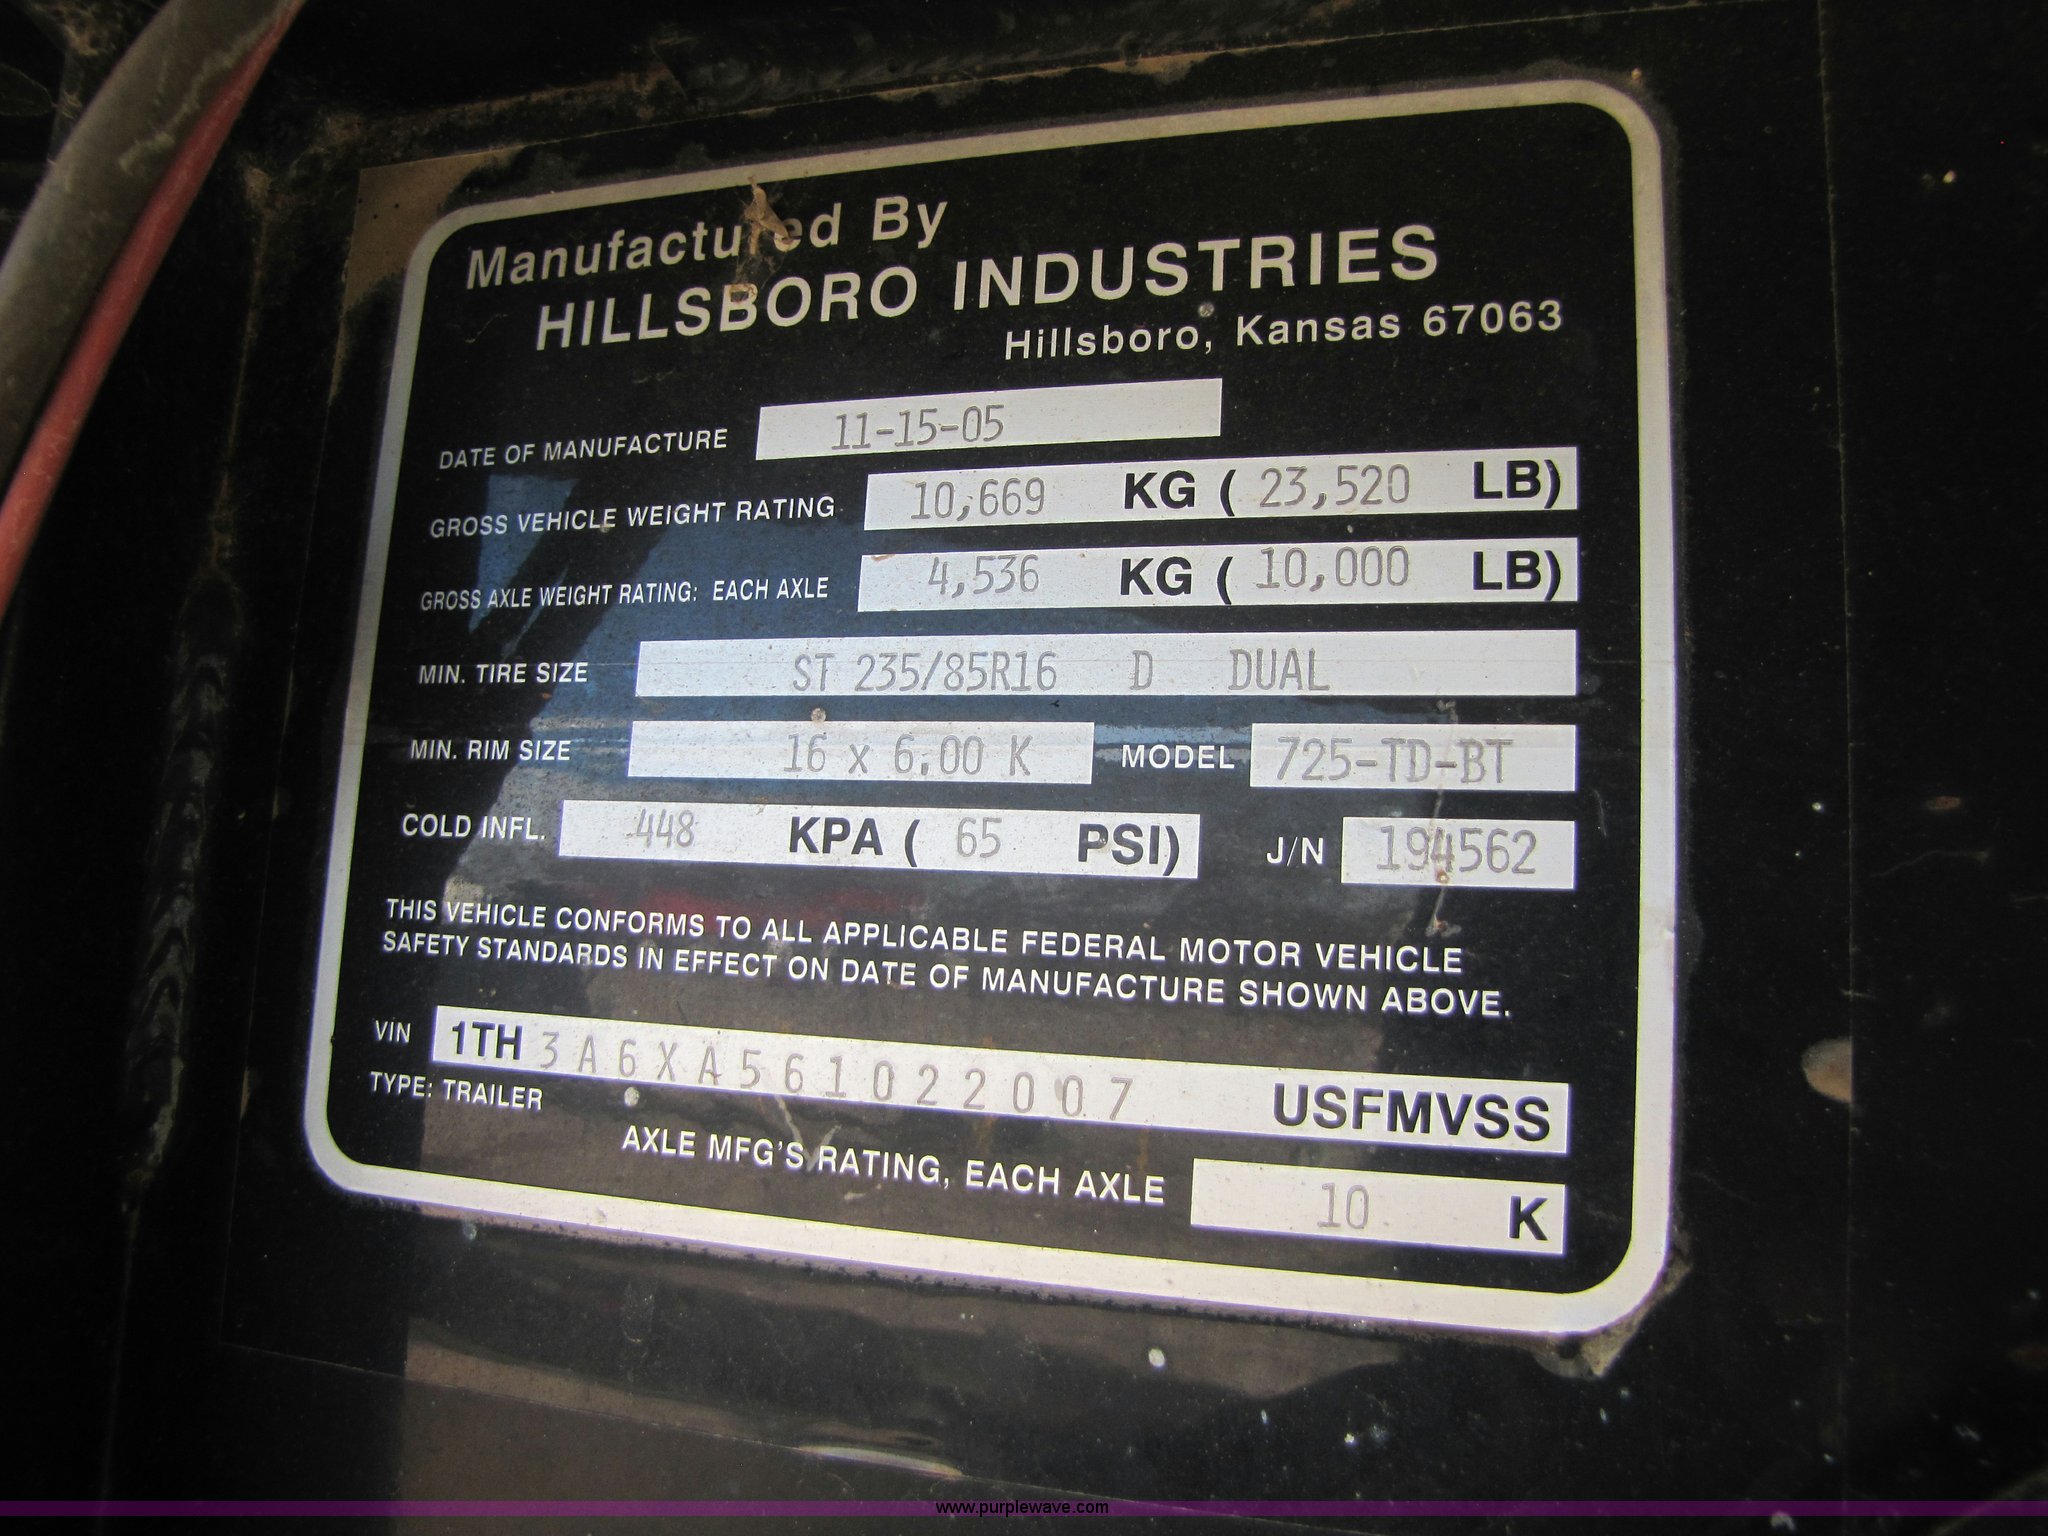 Manufactured By
HILLSBORO INDUSTRIES
Hillsboro, Kansas 67063
DATE OF MANUFACTURE 11-15-05
GROSS VEHICLE WEIGHT RATING 10,669 KG ( 23,520 LB)
GROSS AXLE WEIGHT RATING: EACH AXLE 4,536 KG ( 10,000 LB)
MIN. TIRE SIZE ST 235/85R16 D DUAL
MIN. RIM SIZE 16 x 6.00 K MODEL 725-TD-BT
COLD INFL. 448 KPA ( 65 PSI) J/N 194562
THIS VEHICLE CONFORMS TO ALL APPLICABLE FEDERAL MOTOR VEHICLE
SAFETY STANDARDS IN EFFECT ON DATE OF MANUFACTURE SHOWN ABOVE.
VIN 1TH 3A6XA561022007 USFMVSS
TYPE: TRAILER
AXLE MFG'S RATING, EACH AXLE 10 K
www.purplewave.com